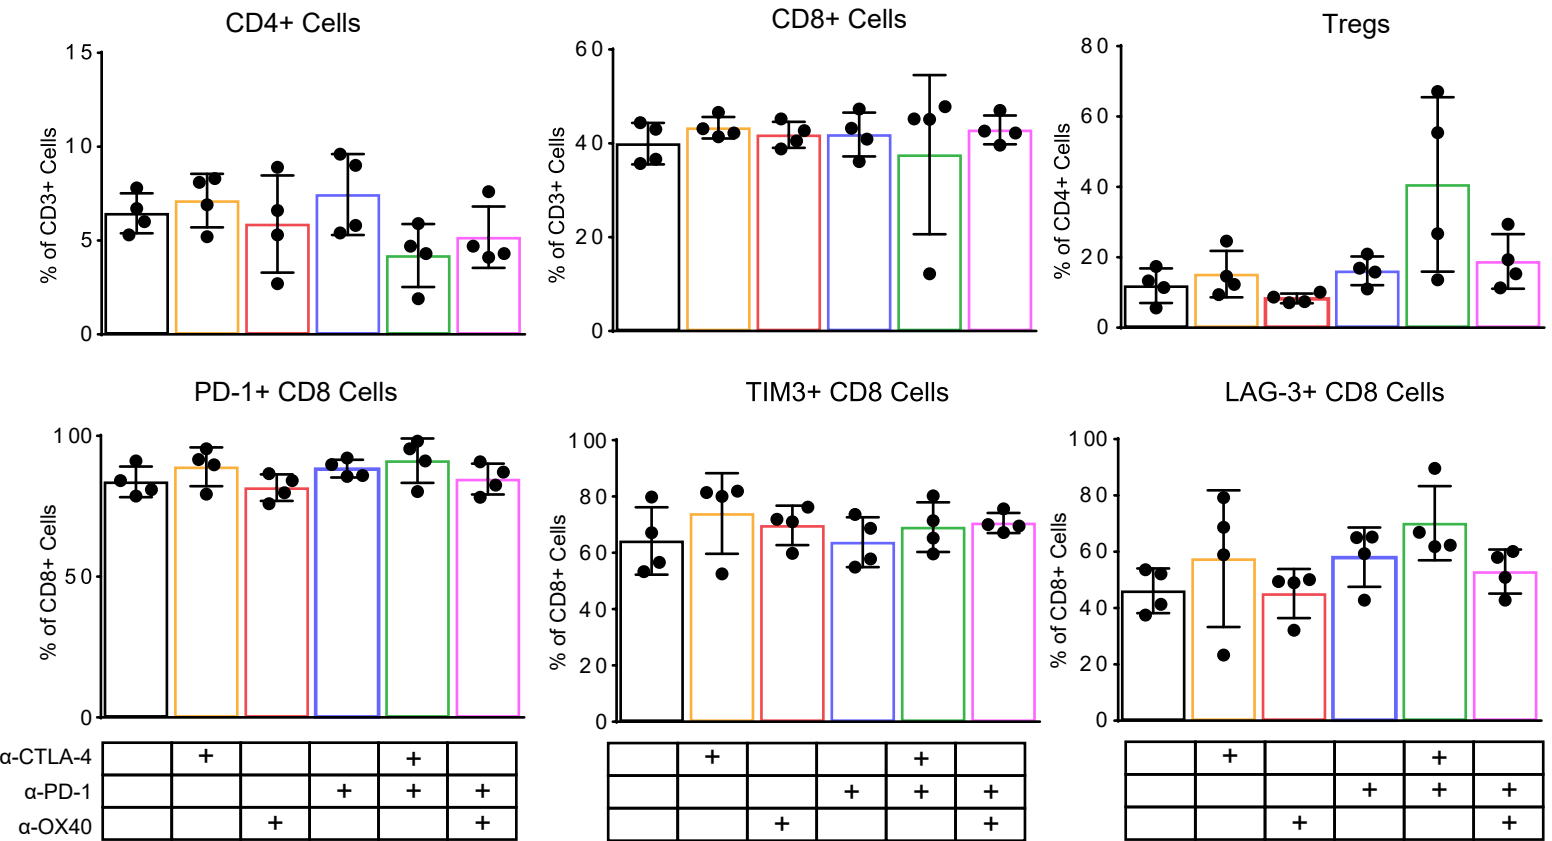 CD4+ Cells
CD8+ Cells
Tregs
% of CD3+ Cells
15
10
5
0
% of CD3+ Cells
60
40
20
0
% of CD4+ Cells
80
60
40
20
0
PD-1+ CD8 Cells
TIM3+ CD8 Cells
LAG-3+ CD8 Cells
% of CD8+ Cells
100
50
0
% of CD8+ Cells
100
80
60
40
20
0
% of CD8+ Cells
100
80
60
40
20
0
α-CTLA-4 + + + + + +
α-PD-1 + + + + + + + + +
α-OX40 + + + + + +